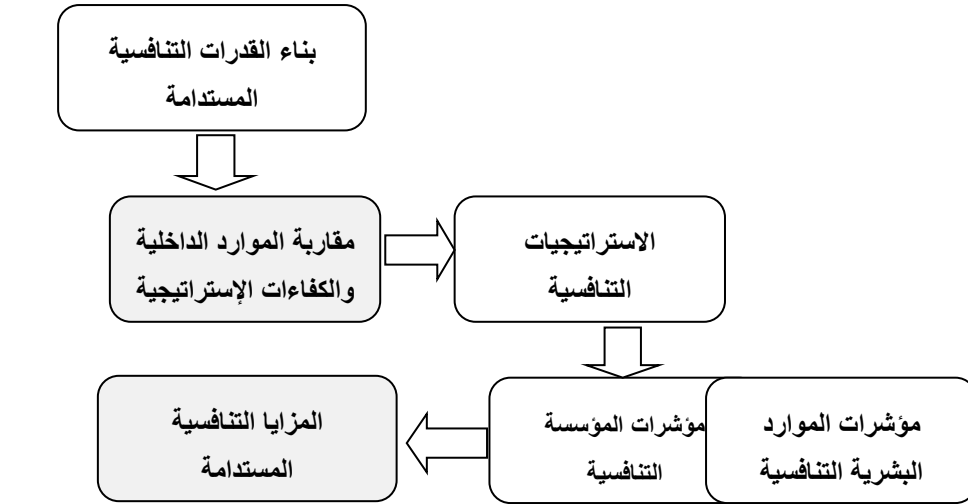 بناء القدرات التنافسية
المستدامة
مقاربة الموارد الداخلية
والكفاءات الإستراتيجية
الاستراتيجيات
التنافسية
مؤشرات الموارد
البشرية التنافسية
مؤشرات المؤسسة
التنافسية
المزايا التنافسية
المستدامة